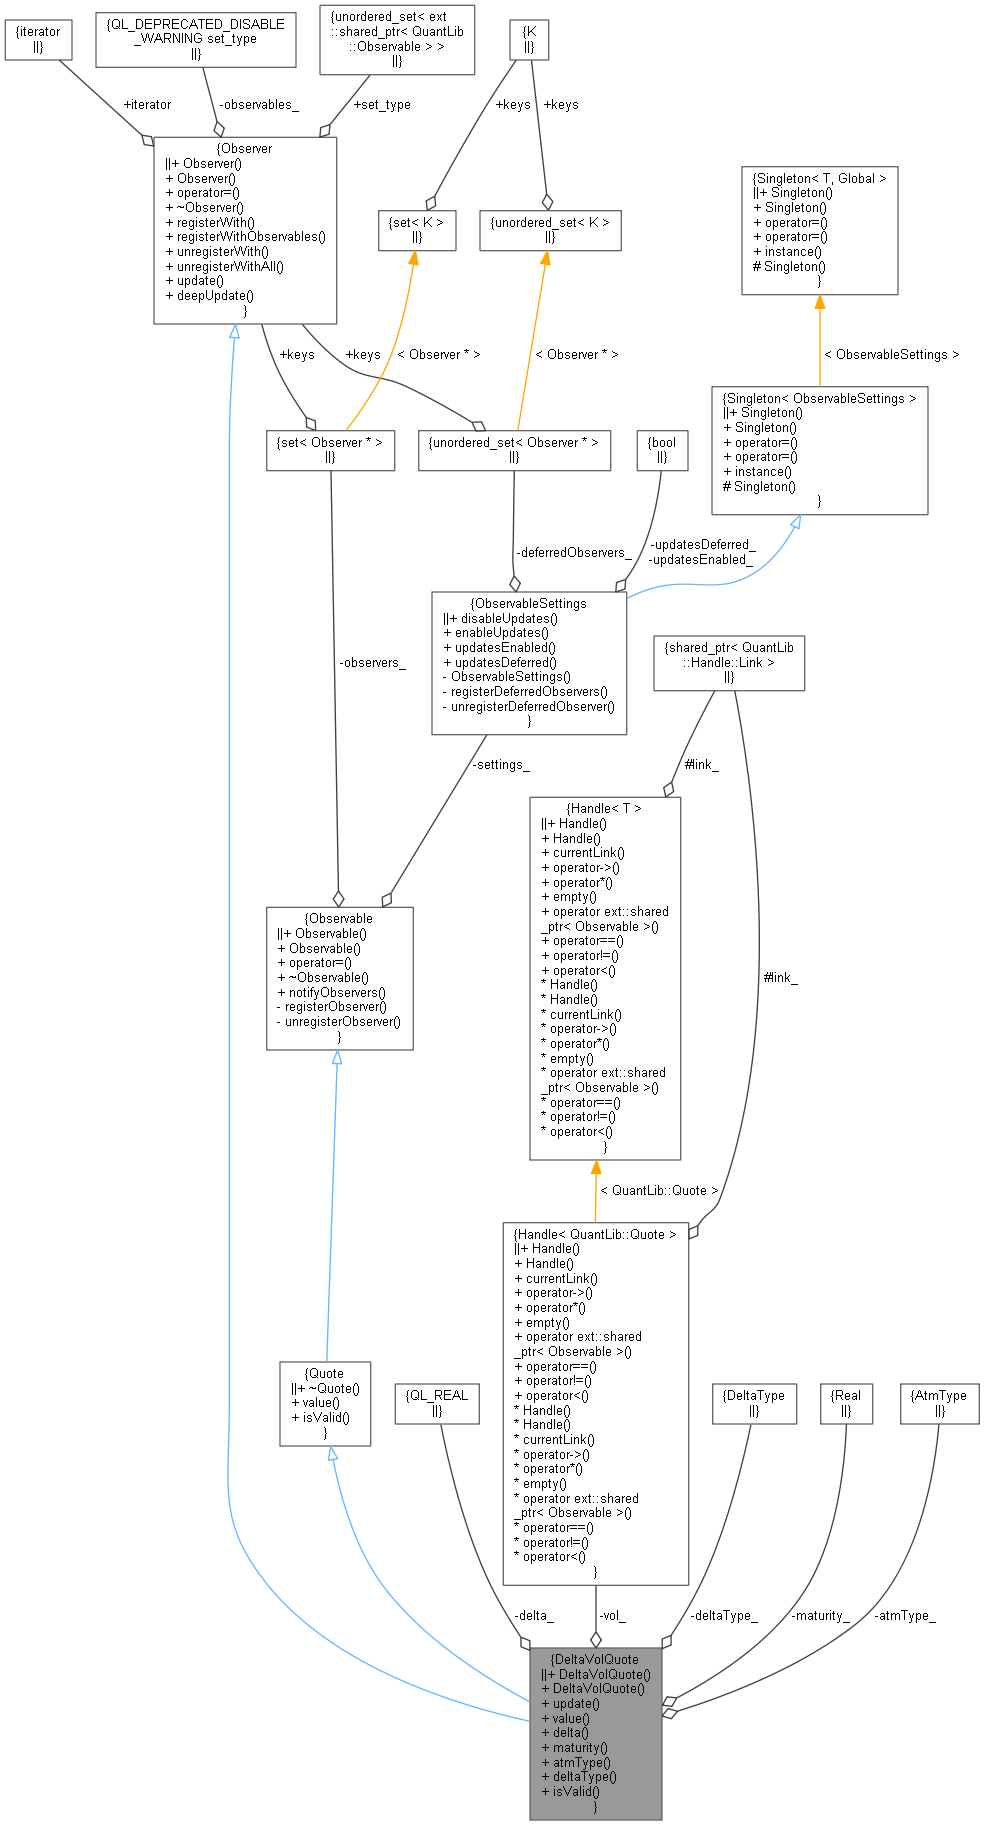 {iterator
||}
{QL_DEPRECATED_DISABLE
_WARNING set_type
||}
{unordered_set< ext
::shared_ptr< QuantLib
::Observable > >
||}
{K
||}
+iterator
-observables_
+set_type
+keys
+keys
{Observer
||+ Observer()
+ Observer()
+ operator=()
+ ~Observer()
+ registerWith()
+ registerWithObservables()
+ unregisterWith()
+ unregisterWithAll()
+ update()
+ deepUpdate()
}
{set< K >
||}
{unordered_set< K >
||}
{Singleton< T, Global >
||+ Singleton()
+ Singleton()
+ operator=()
+ operator=()
+ instance()
# Singleton()
}
+keys
+keys
< Observer * >
< Observer * >
< ObservableSettings >
{set< Observer * >
||}
{unordered_set< Observer * >
||}
{bool
||}
{Singleton< ObservableSettings >
||+ Singleton()
+ Singleton()
+ operator=()
+ operator=()
+ instance()
# Singleton()
}
-deferredObservers_
-updatesDeferred_
-updatesEnabled_
{ObservableSettings
||+ disableUpdates()
+ enableUpdates()
+ updatesEnabled()
+ updatesDeferred()
- ObservableSettings()
- registerDeferredObservers()
- unregisterDeferredObserver()
}
-observers_
{shared_ptr< QuantLib
::Handle::Link >
||}
-settings_
#link_
{Handle< T >
||+ Handle()
+ Handle()
+ currentLink()
+ operator->()
+ operator*()
+ empty()
+ operator ext::shared
_ptr< Observable >()
+ operator==()
+ operator!=()
+ operator<()
* Handle()
* Handle()
* currentLink()
* operator->()
* operator*()
* empty()
* operator ext::shared
_ptr< Observable >()
* operator==()
* operator!=()
* operator<()
}
{Observable
||+ Observable()
+ Observable()
+ operator=()
+ ~Observable()
+ notifyObservers()
- registerObserver()
- unregisterObserver()
}
#link_
< QuantLib::Quote >
{Handle< QuantLib::Quote >
||+ Handle()
+ Handle()
+ currentLink()
+ operator->()
+ operator*()
+ empty()
+ operator ext::shared
_ptr< Observable >()
+ operator==()
+ operator!=()
+ operator<()
* Handle()
* Handle()
* currentLink()
* operator->()
* operator*()
* empty()
* operator ext::shared
_ptr< Observable >()
* operator==()
* operator!=()
* operator<()
}
{Quote
||+ ~Quote()
+ value()
+ isValid()
}
{QL_REAL
||}
{DeltaType
||}
{Real
||}
{AtmType
||}
-delta_
-vol_
-deltaType_
-maturity_
-atmType_
{DeltaVolQuote
||+ DeltaVolQuote()
+ DeltaVolQuote()
+ update()
+ value()
+ delta()
+ maturity()
+ atmType()
+ deltaType()
+ isValid()
}